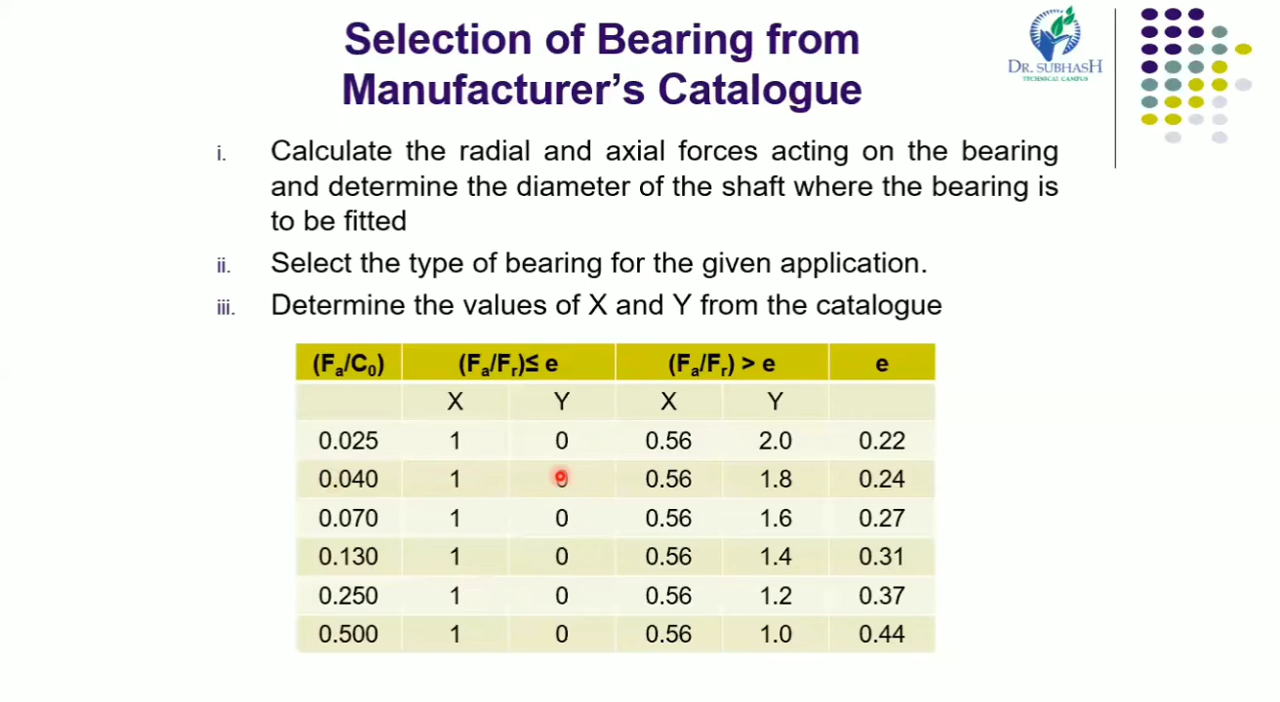 Selection of Bearing from
Manufacturer’s Catalogue
DR. SUBHASH
TECHNICAL CAMPUS
i. Calculate the radial and axial forces acting on the bearing
and determine the diameter of the shaft where the bearing is
to be fitted
ii. Select the type of bearing for the given application.
iii. Determine the values of X and Y from the catalogue
(Fa/C0) (Fa/Fr)≤ e (Fa/Fr) > e e
X Y X Y
0.025 1 0 0.56 2.0 0.22
0.040 1 0 0.56 1.8 0.24
0.070 1 0 0.56 1.6 0.27
0.130 1 0 0.56 1.4 0.31
0.250 1 0 0.56 1.2 0.37
0.500 1 0 0.56 1.0 0.44